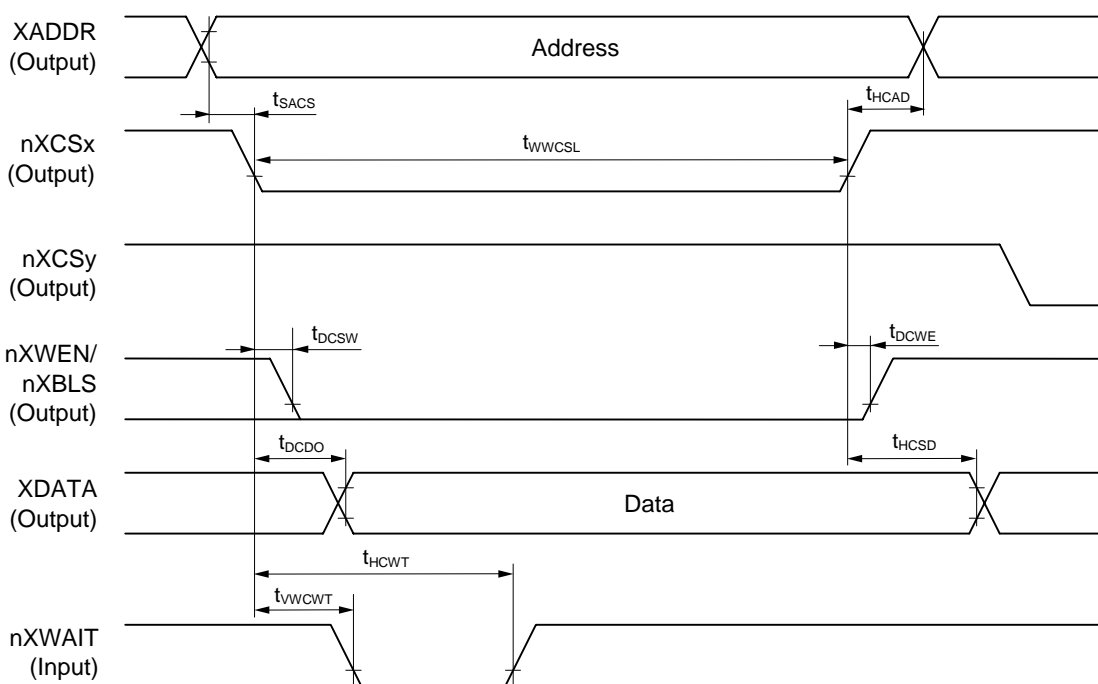 XADDR
(Output)
Address
tSACS
tHCAD
nXCSx
(Output)
tWWCSL
nXCSy
(Output)
tDCSW
tDCWE
nXWEN/
nXBLS
(Output)
tDCDO
tHCSD
XDATA
(Output)
Data
tHCWT
tVWCWT
nXWAIT
(Input)